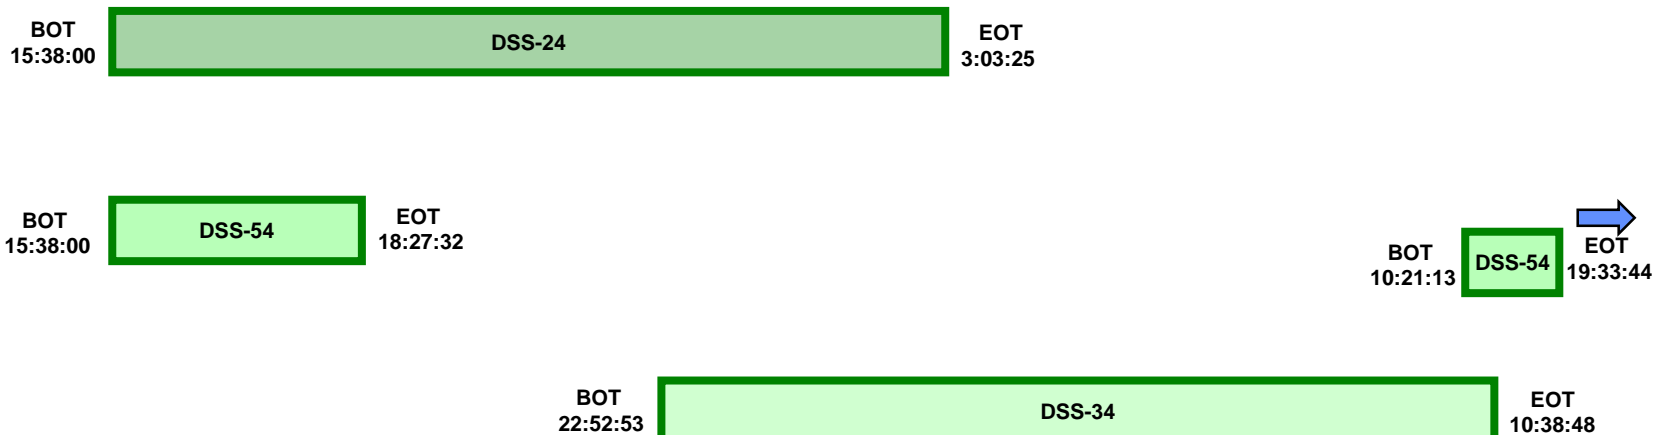 BOT
15:38:00
DSS-24
EOT
3:03:25
BOT
15:38:00
DSS-54
EOT
18:27:32
BOT
10:21:13
DSS-54
EOT
19:33:44
BOT
22:52:53
DSS-34
EOT
10:38:48